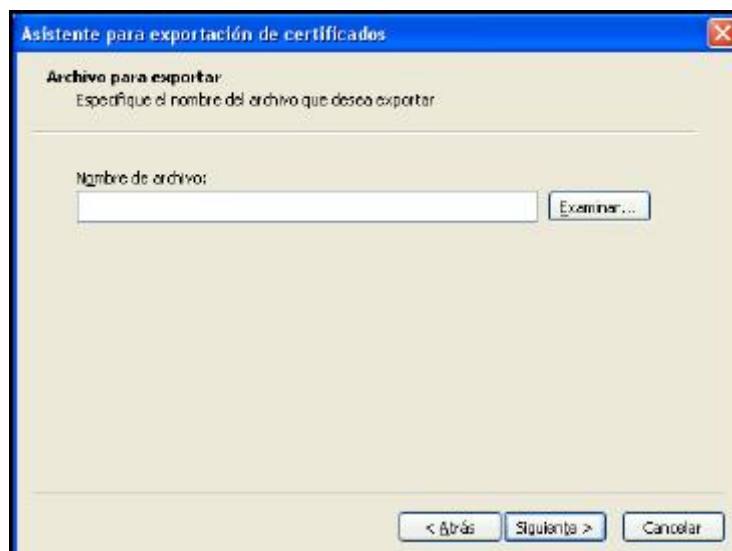 Asistente para exportación de certificados
Archivo para exportar
Especifique el nombre del archivo que desea exportar
Nombre de archivo:
Examinar...
< Atrás Siguiente > Cancelar